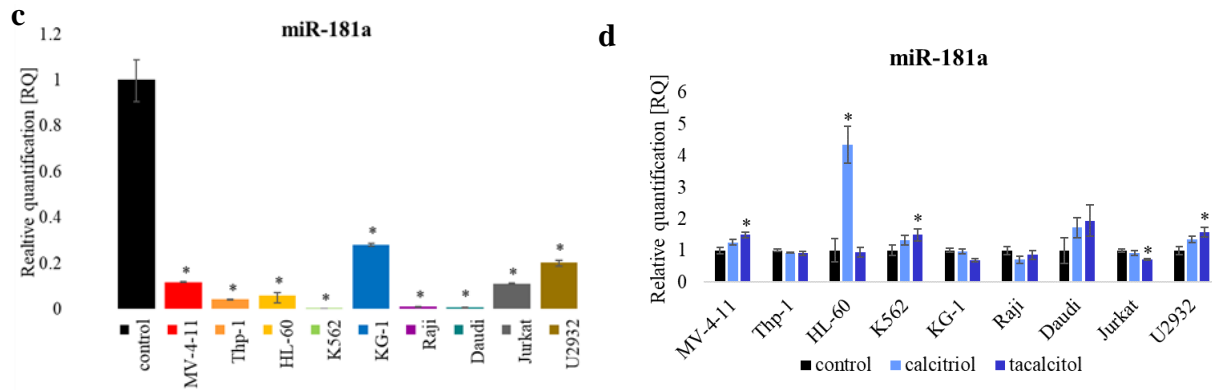 c
miR-181a
Realtive quantification [RQ]
1.2
1
0.8
0.6
0.4
0.2
0
*
*
*
*
*
*
*
*
*
control
MV-4-11
Thp-1
HL-60
K562
KG-1
Raji
Daudi
Jurkat
U2932
d
miR-181a
Relative quantification [RQ]
6
5
4
3
2
1
0
*
*
*
*
*
MV-4-11
Thp-1
HL-60
K562
KG-1
Raji
Daudi
Jurkat
U2932
control calcitriol tacalcitol